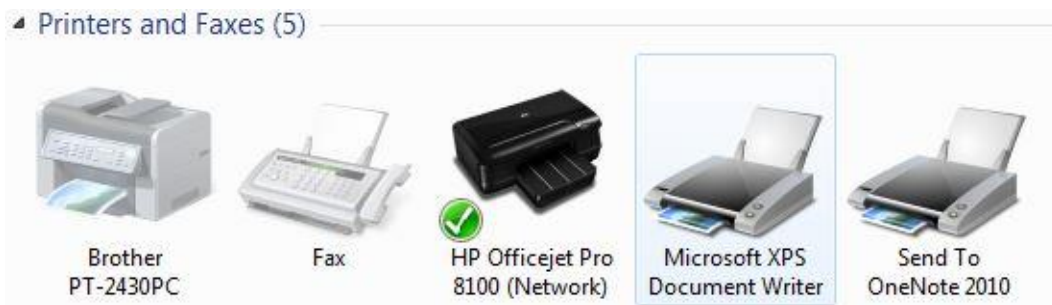 Printers and Faxes (5)
Brother
PT-2430PC
Fax
HP Officejet Pro
8100 (Network)
Microsoft XPS
Document Writer
Send To
OneNote 2010